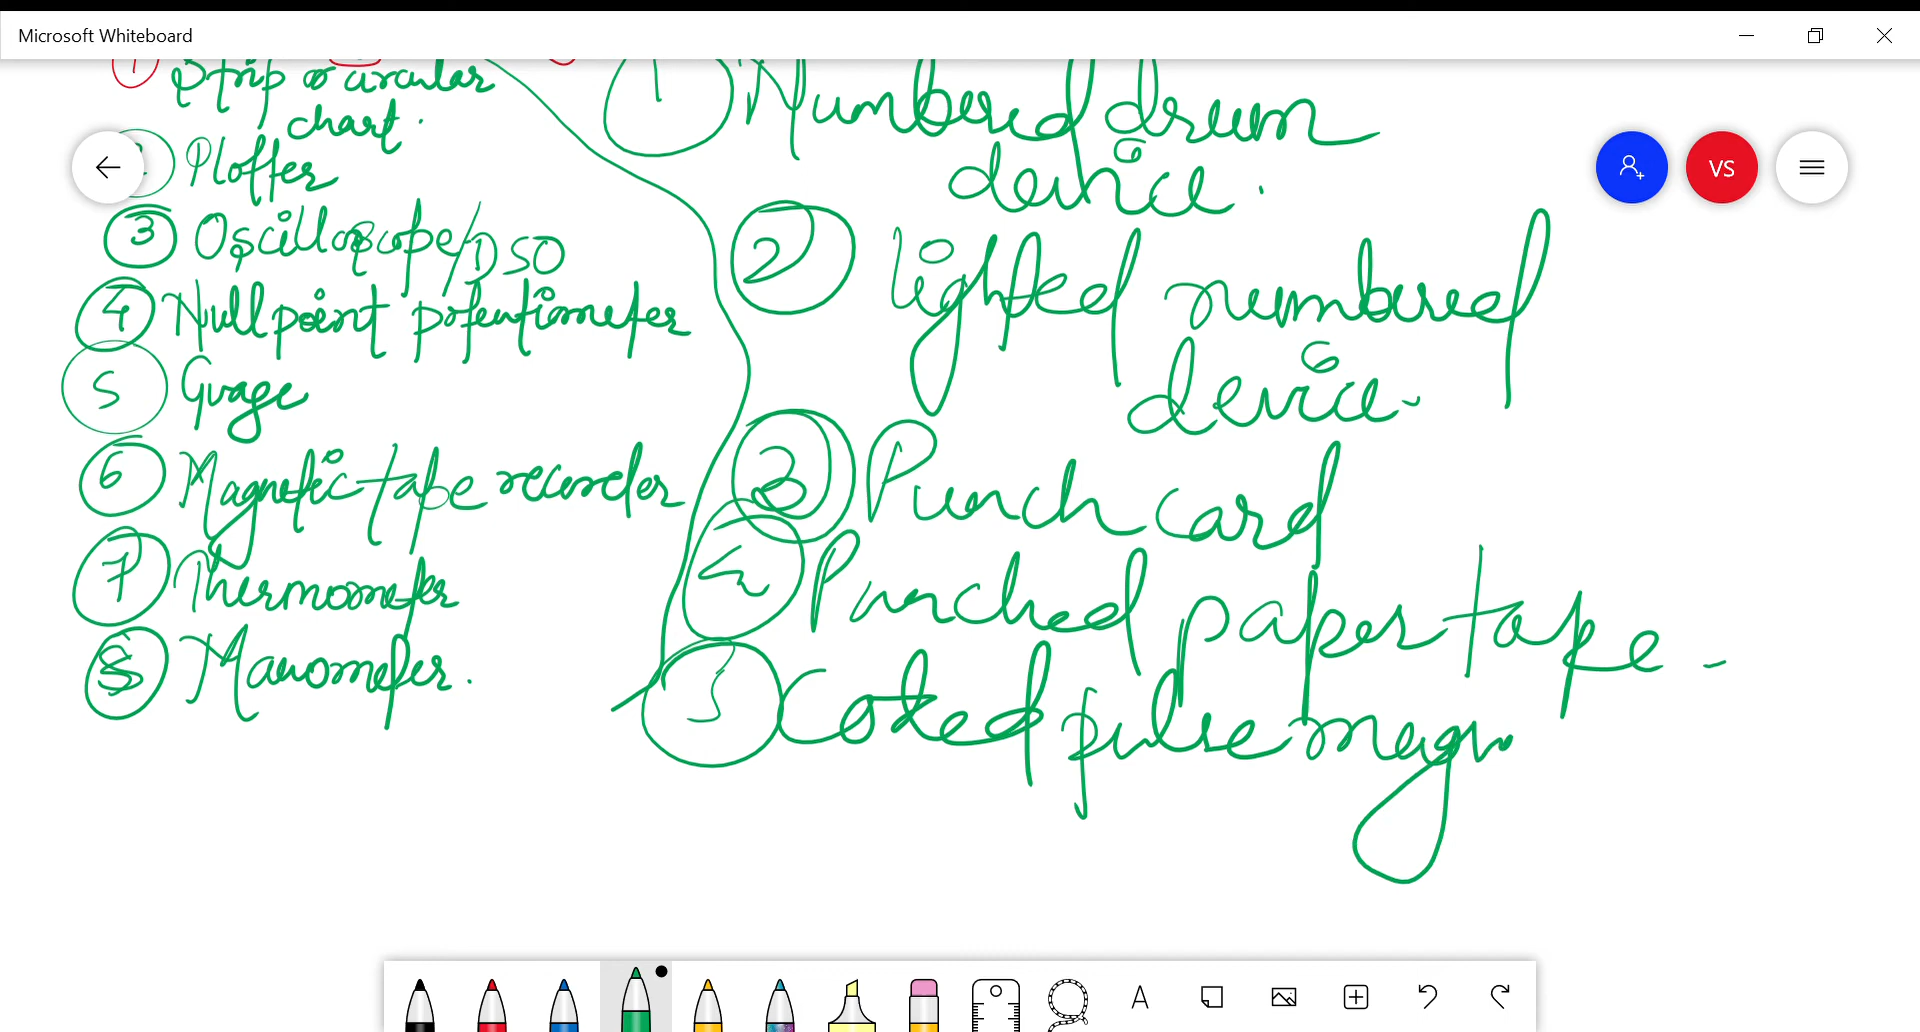 Microsoft Whiteboard
1 Strip or circular
chart.
Plotter
3 Oscilloscope/DSO
4 Null point potentiometer
5 Guage
6 Magnetic tape recorder
7 Thermometer
8 Manometer.
1 Numbered drum
device.
2 lighted numbered
device.
3 Punch card
4 Punched paper tape -
5 Coded pulse magn
VS
A